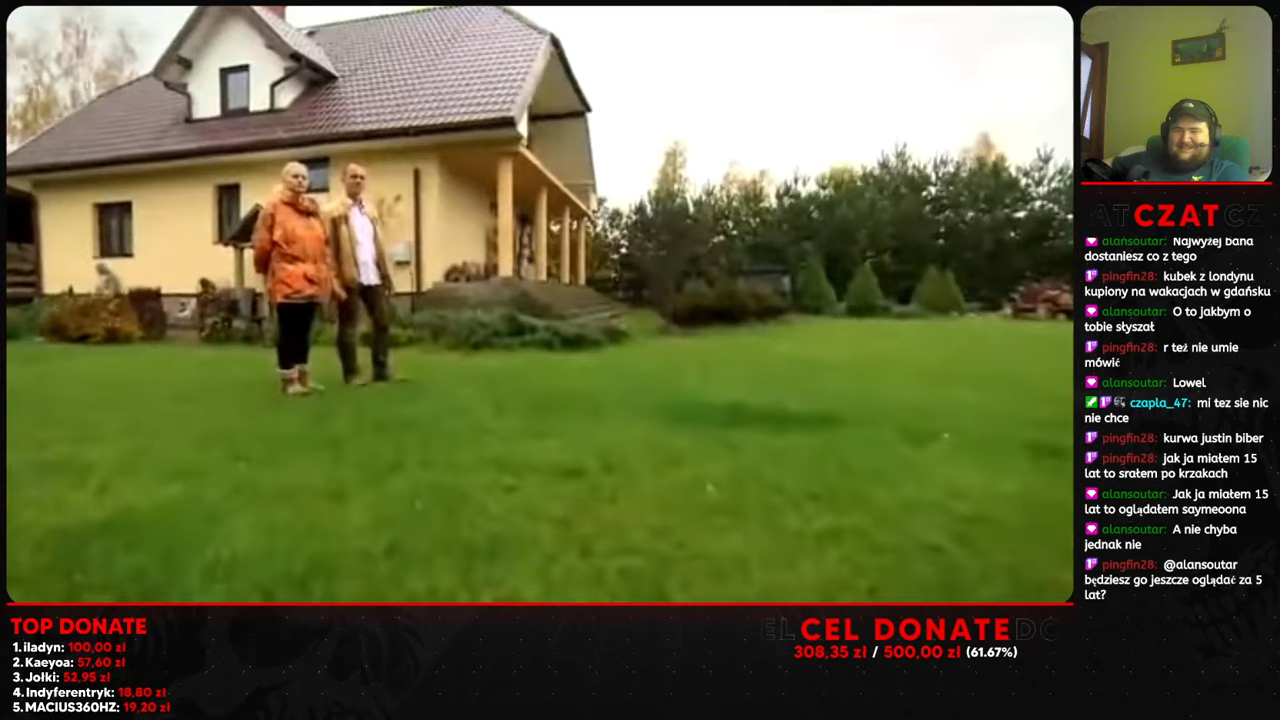 CZAT
alansoutar: Najwyżej bana
dostaniesz co z tego
pingfin28: kubek z londynu
kupiony na wakacjach w gdańsku
alansoutar: O to jakbym o
tobie słyszał
pingfin28: r też nie umie
mówić
alansoutar: Lowel
czapla_47: mi tez sie nic
nie chce
pingfin28: kurwa justin biber
pingfin28: jak ja miałem 15
lat to srałem po krzakach
alansoutar: Jak ja miałem 15
lat to oglądałem saymeoona
alansoutar: A nie chyba
jednak nie
pingfin28: @alansoutar
będziesz go jeszcze oglądać za 5
lat?
TOP DONATE
1. iladyn: 100,00 zł
2. Kaeyoa: 57,60 zł
3. Jołki: 52,95 zł
4. Indyferentryk: 18,80 zł
5. MACIUS360HZ: 19,20 zł
CEL DONATE
308,35 zł / 500,00 zł (61.67%)